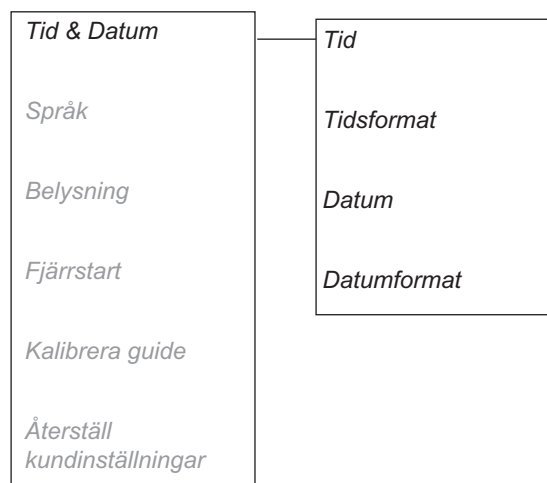 Tid & Datum
Språk
Belysning
Fjärrstart
Kalibrera guide
Återställ
kundinställningar
Tid
Tidsformat
Datum
Datumformat